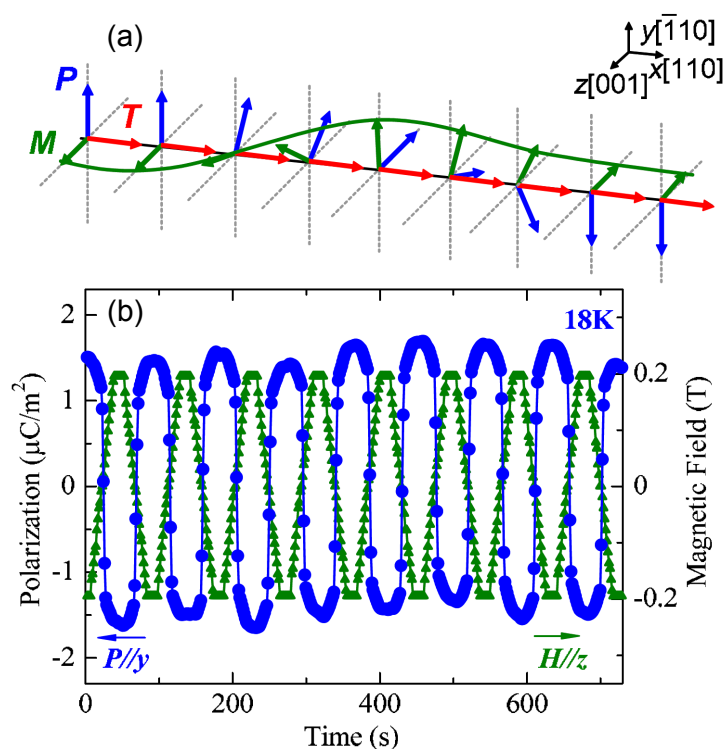 (a)
y[1̅10]
x[110]
z[001]
P
T
M
(b)
18K
Polarization (μC/m²)
Magnetic Field (T)
2
1
0
-1
-2
0.2
0
-0.2
P//y
H//z
0 200 400 600
Time (s)